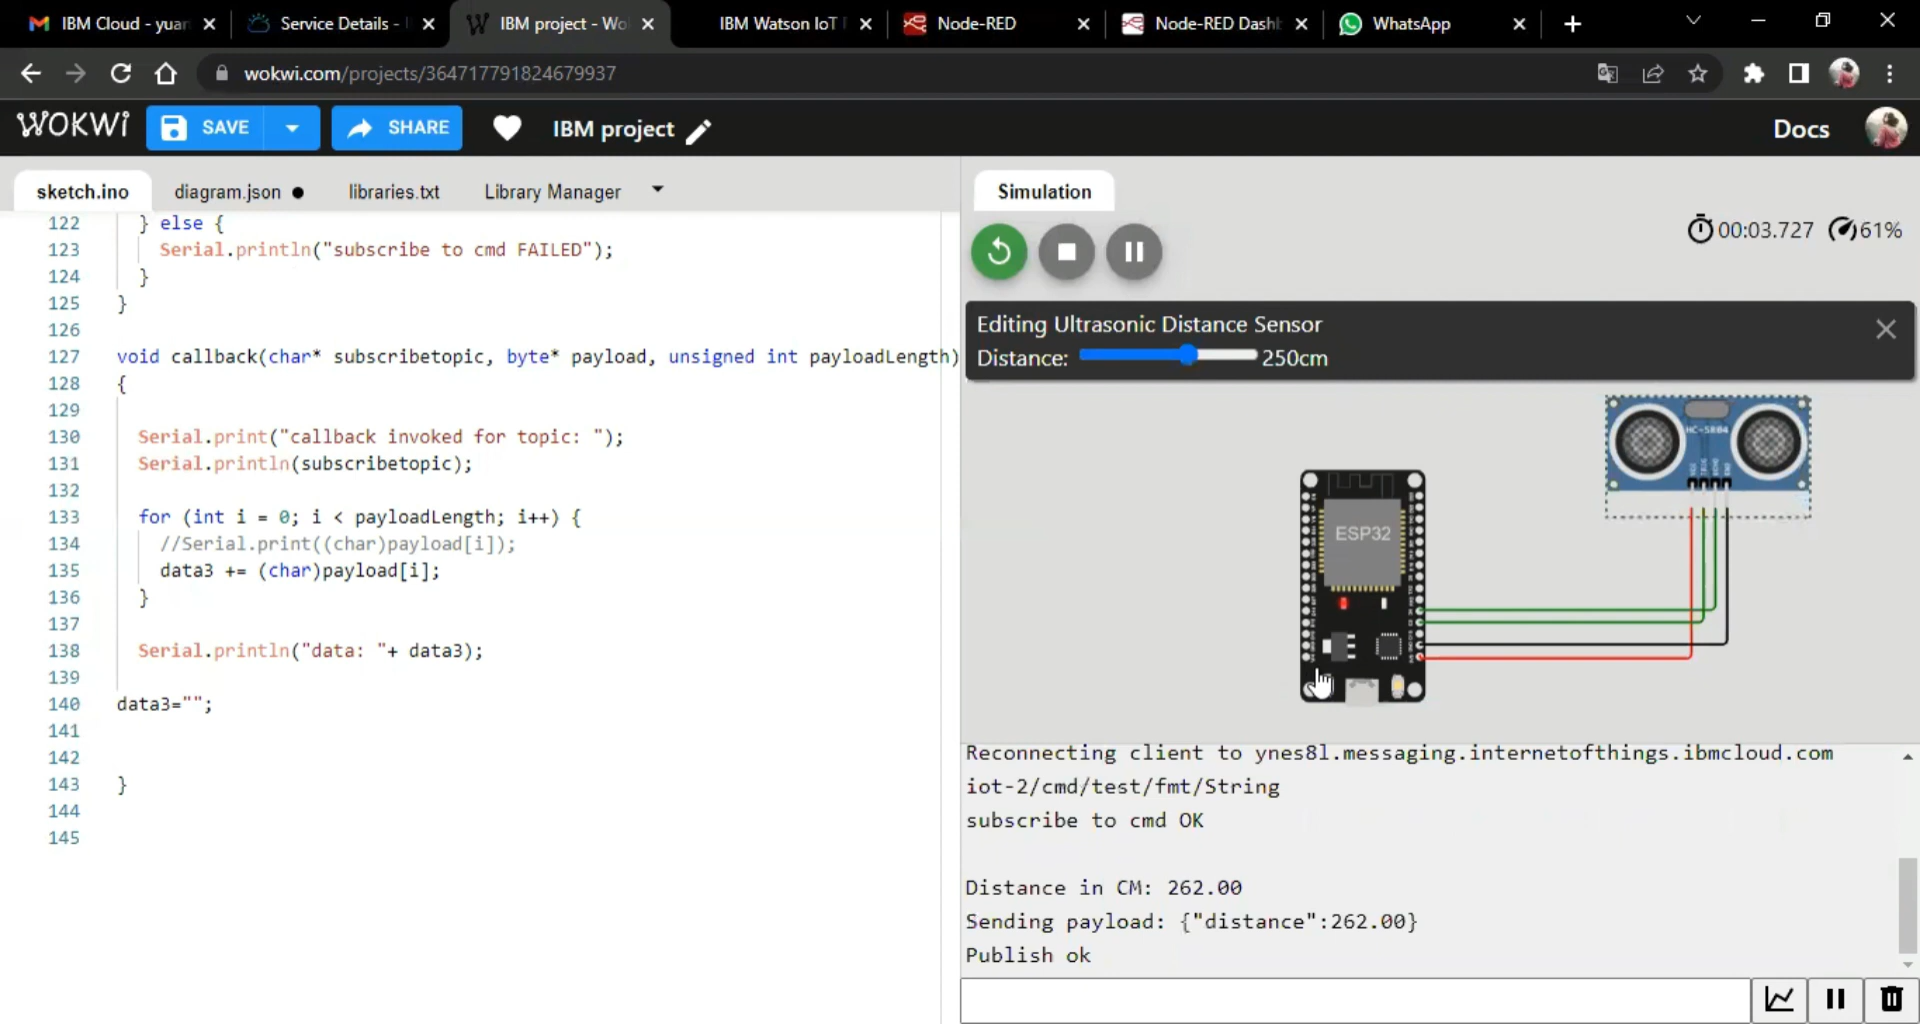 IBM Cloud - yuan
Service Details - I
IBM project - Wo
IBM Watson IoT P
Node-RED
Node-RED Dash
WhatsApp
wokwi.com/projects/364717791824679937
WOKWi
SAVE
SHARE
IBM project
Docs
sketch.ino
diagram.json
libraries.txt
Library Manager
Simulation
00:03.727
61%
122 } else {
123 Serial.println("subscribe to cmd FAILED");
124 }
125 }
126
127 void callback(char* subscribetopic, byte* payload, unsigned int payloadLength)
128 {
129
130 Serial.print("callback invoked for topic: ");
131 Serial.println(subscribetopic);
132
133 for (int i = 0; i < payloadLength; i++) {
134 //Serial.print((char)payload[i]);
135 data3 += (char)payload[i];
136 }
137
138 Serial.println("data: "+ data3);
139
140 data3="";
141
142
143 }
144
145
Editing Ultrasonic Distance Sensor
Distance: 250cm
HC-SR04
ESP32
Reconnecting client to ynes8l.messaging.internetofthings.ibmcloud.com
iot-2/cmd/test/fmt/String
subscribe to cmd OK
Distance in CM: 262.00
Sending payload: {"distance":262.00}
Publish ok